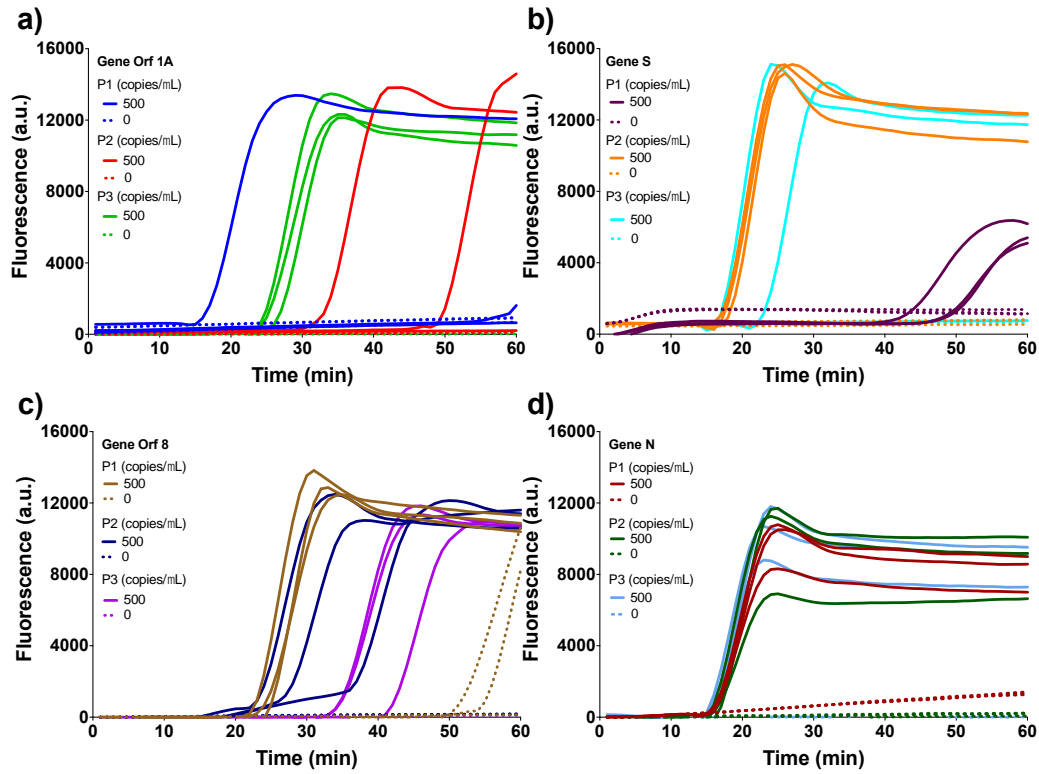 a)
16000
12000
8000
4000
0
Fluorescence (a.u.)
Gene Orf 1A
P1 (copies/mL)
500
0
P2 (copies/mL)
500
0
P3 (copies/mL)
500
0
0 10 20 30 40 50 60
Time (min)
b)
16000
12000
8000
4000
0
Fluorescence (a.u.)
Gene S
P1 (copies/mL)
500
0
P2 (copies/mL)
500
0
P3 (copies/mL)
500
0
0 10 20 30 40 50 60
Time (min)
c)
16000
12000
8000
4000
0
Fluorescence (a.u.)
Gene Orf 8
P1 (copies/mL)
500
0
P2 (copies/mL)
500
0
P3 (copies/mL)
500
0
0 10 20 30 40 50 60
Time (min)
d)
16000
12000
8000
4000
0
Fluorescence (a.u.)
Gene N
P1 (copies/mL)
500
0
P2 (copies/mL)
500
0
P3 (copies/mL)
500
0
0 10 20 30 40 50 60
Time (min)